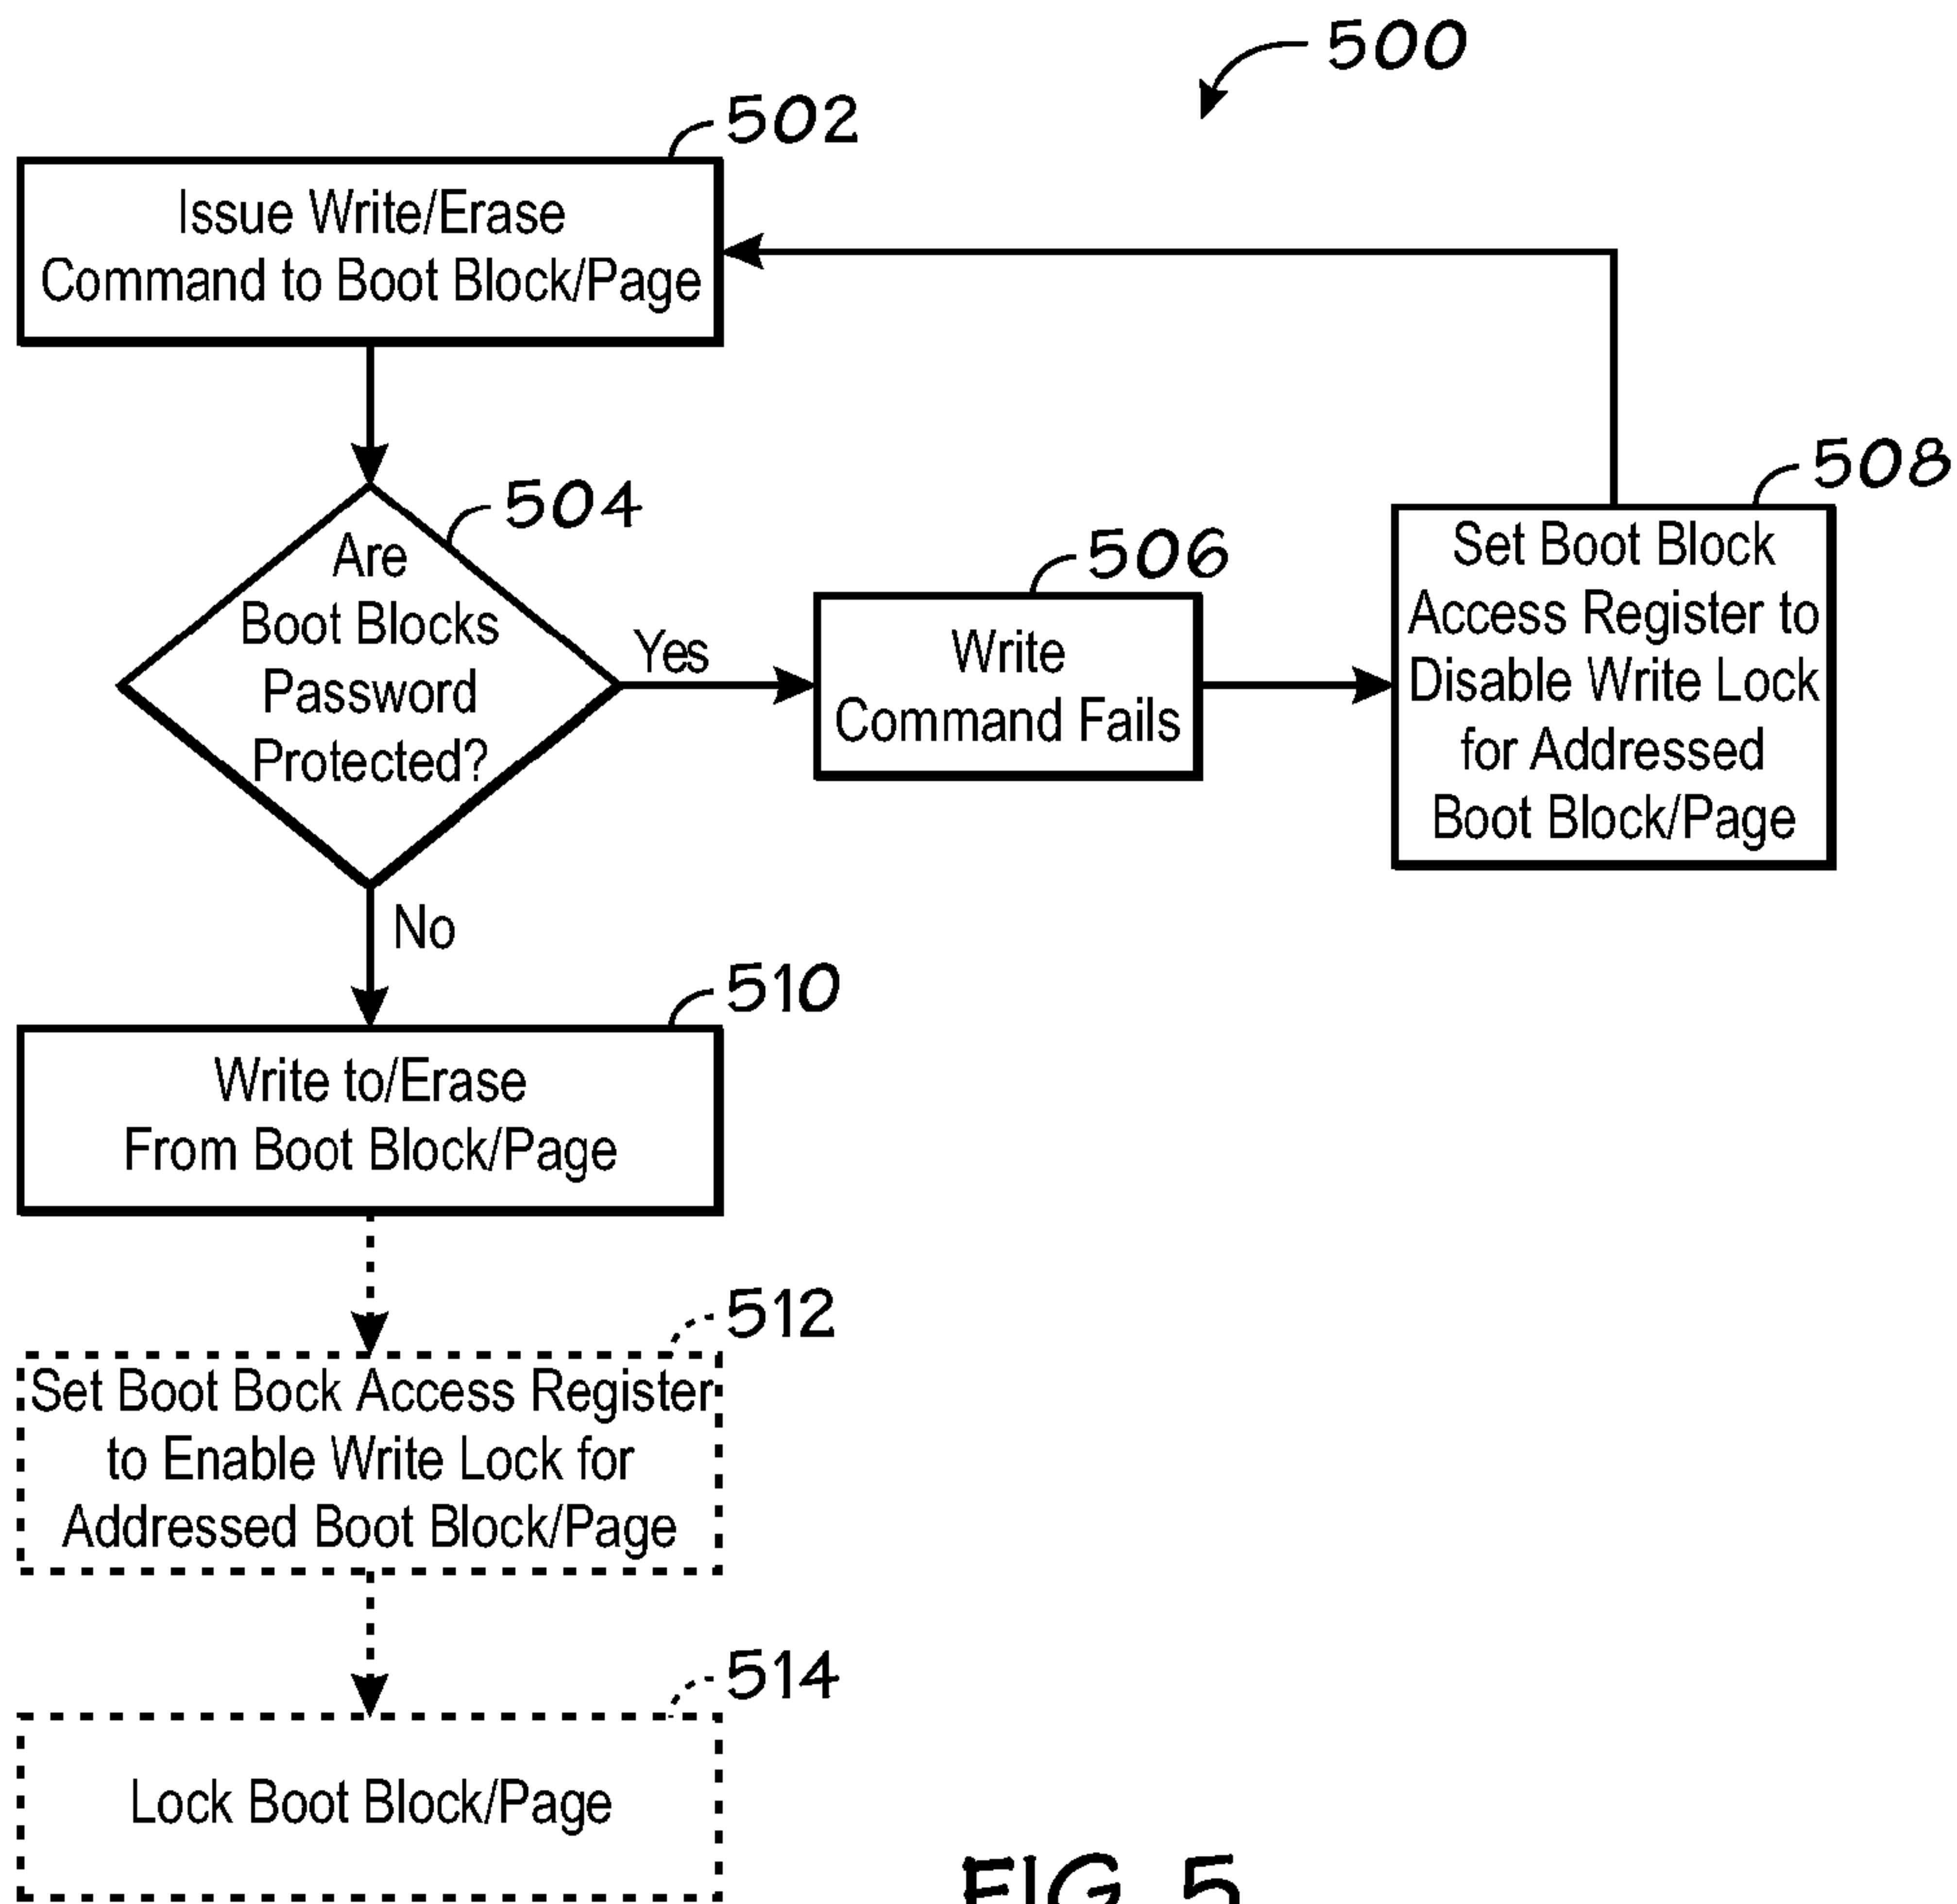 500
502
Issue Write/Erase
Command to Boot Block/Page
504
Are
Boot Blocks
Password
Protected?
Yes
506
Write
Command Fails
508
Set Boot Block
Access Register to
Disable Write Lock
for Addressed
Boot Block/Page
No
510
Write to/Erase
From Boot Block/Page
512
Set Boot Bock Access Register
to Enable Write Lock for
Addressed Boot Block/Page
514
Lock Boot Block/Page
FIG. 5